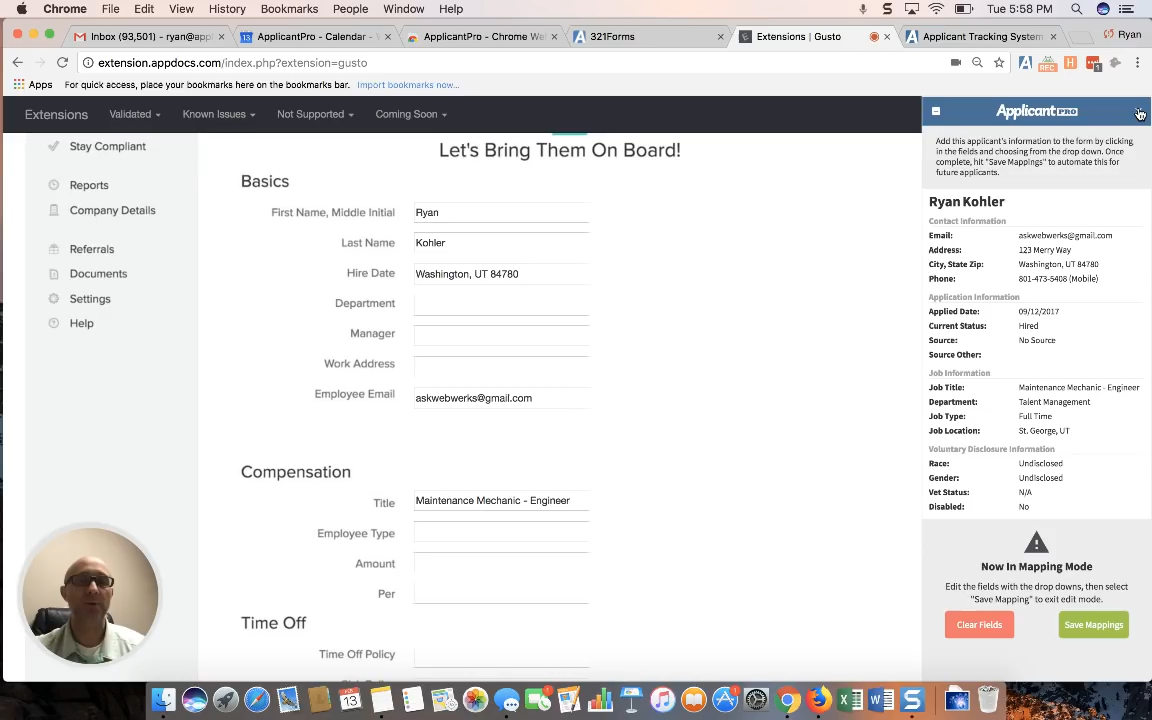 Chrome File Edit View History Bookmarks People Window Help Tue 5:58 PM
Inbox (93,501) - ryan@appl ApplicantPro - Calendar - ApplicantPro - Chrome We 321Forms Extensions | Gusto Applicant Tracking System Ryan
extension.appdocs.com/index.php?extension=gusto
Apps For quick access, place your bookmarks here on the bookmarks bar. Import bookmarks now...
Extensions Validated Known Issues Not Supported Coming Soon
Stay Compliant
Reports
Company Details
Referrals
Documents
Settings
Help
Let's Bring Them On Board!
Basics
First Name, Middle Initial Ryan
Last Name Kohler
Hire Date Washington, UT 84780
Department
Manager
Work Address
Employee Email askwebwerks@gmail.com
Compensation
Title Maintenance Mechanic - Engineer
Employee Type
Amount
Per
Time Off
Time Off Policy
ApplicantPRO
Add this applicant's information to the form by clicking
in the fields and choosing from the drop down. Once
complete, hit "Save Mappings" to automate this for
future applicants.
Ryan Kohler
Contact Information
Email: askwebwerks@gmail.com
Address: 123 Merry Way
City, State Zip: Washington, UT 84780
Phone: 801-473-5408 (Mobile)
Application Information
Applied Date: 09/12/2017
Current Status: Hired
Source: No Source
Source Other:
Job Information
Job Title: Maintenance Mechanic - Engineer
Department: Talent Management
Job Type: Full Time
Job Location: St. George, UT
Voluntary Disclosure Information
Race: Undisclosed
Gender: Undisclosed
Vet Status: N/A
Disabled: No
Now In Mapping Mode
Edit the fields with the drop downs, then select
"Save Mapping" to exit edit mode.
Clear Fields Save Mappings